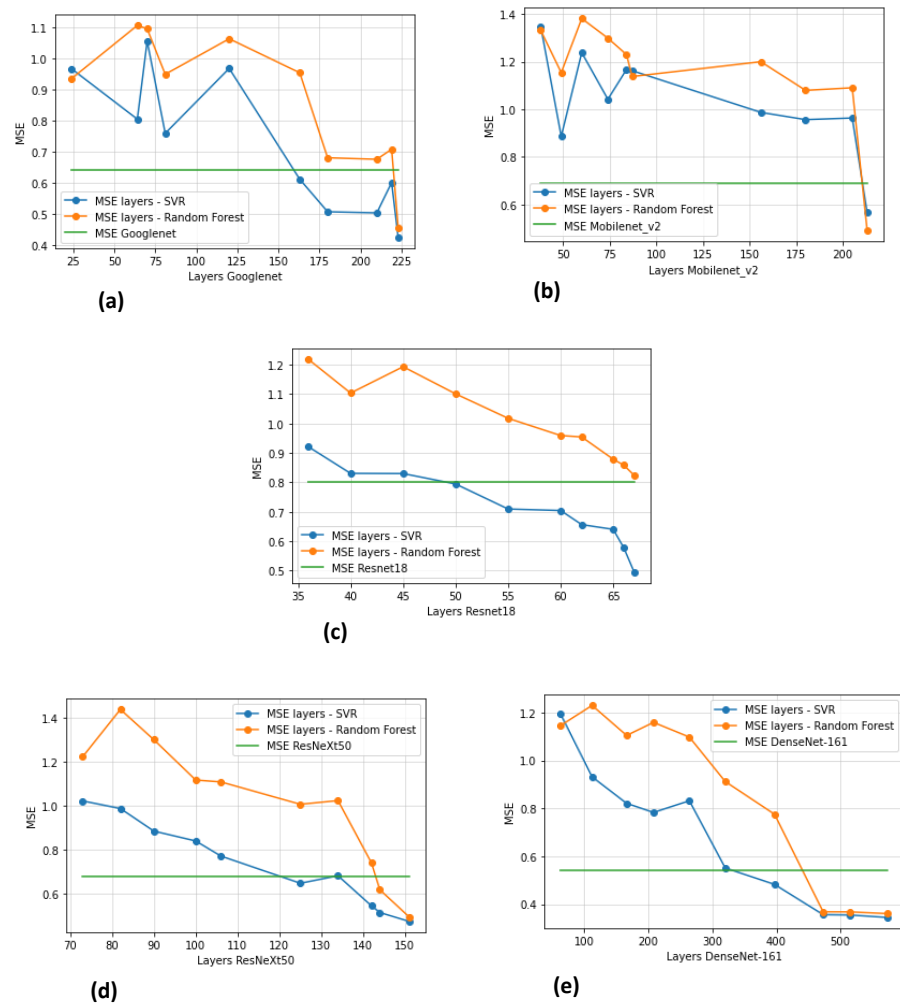 1.1
1.0
0.9
0.8
0.7
0.6
0.5
0.4
MSE
MSE layers - SVR
MSE layers - Random Forest
MSE Googlenet
25 50 75 100 125 150 175 200 225
Layers Googlenet
(a)
1.4
1.2
1.0
0.8
0.6
MSE
MSE layers - SVR
MSE layers - Random Forest
MSE Mobilenet_v2
50 75 100 125 150 175 200
Layers Mobilenet_v2
(b)
1.2
1.1
1.0
0.9
0.8
0.7
0.6
0.5
MSE
MSE layers - SVR
MSE layers - Random Forest
MSE Resnet18
35 40 45 50 55 60 65
Layers Resnet18
(c)
1.4
1.2
1.0
0.8
0.6
MSE
MSE layers - SVR
MSE layers - Random Forest
MSE ResNeXt50
70 80 90 100 110 120 130 140 150
Layers ResNeXt50
(d)
1.2
1.0
0.8
0.6
0.4
MSE
MSE layers - SVR
MSE layers - Random Forest
MSE DenseNet-161
100 200 300 400 500
Layers DenseNet-161
(e)